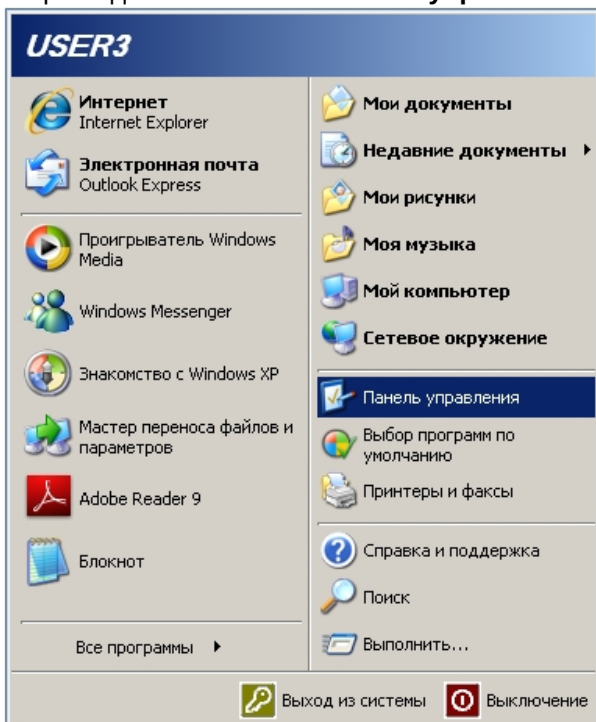 USER3
Интернет
Internet Explorer
Электронная почта
Outlook Express
Проигрыватель Windows
Media
Windows Messenger
Знакомство с Windows XP
Мастер переноса файлов и
параметров
Adobe Reader 9
Блокнот
Все программы
Мои документы
Недавние документы
Мои рисунки
Моя музыка
Мой компьютер
Сетевое окружение
Панель управления
Выбор программ по
умолчанию
Принтеры и факсы
Справка и поддержка
Поиск
Выполнить...
Выход из системы
Выключение